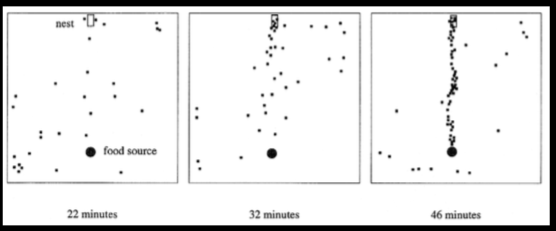 nest
food source
22 minutes
32 minutes
46 minutes